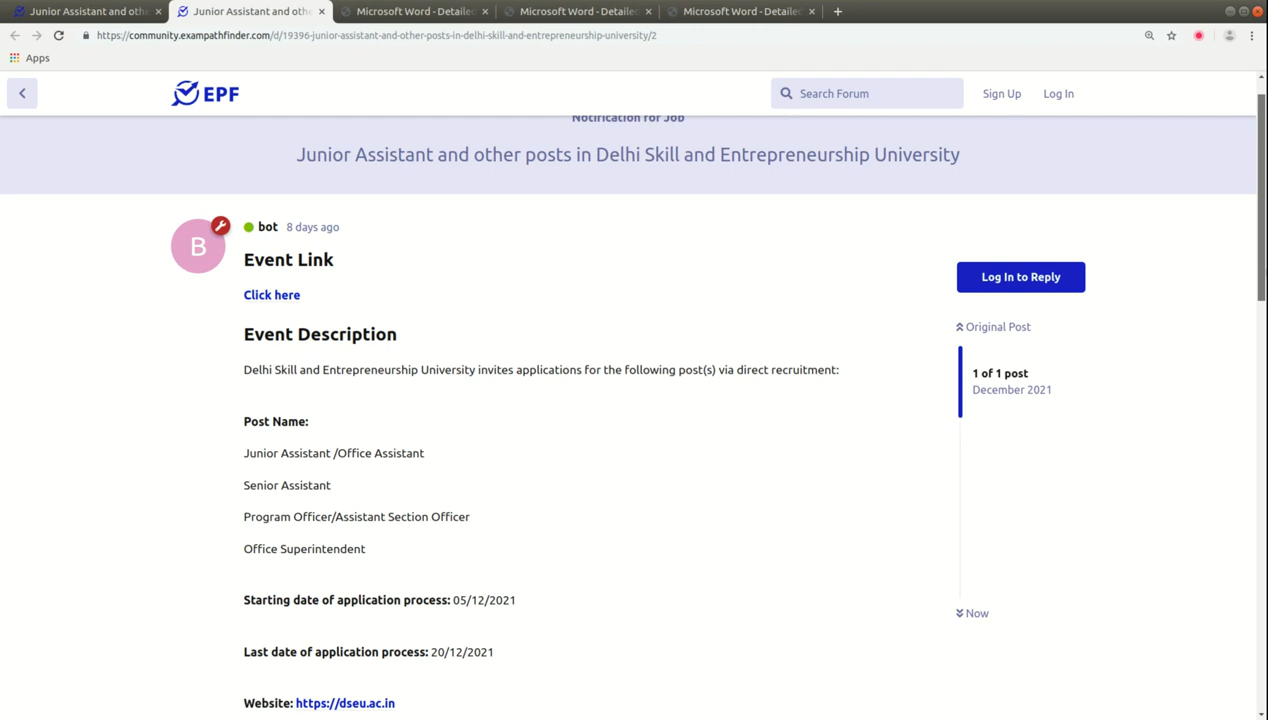 Junior Assistant and othe
Junior Assistant and othe
Microsoft Word - Detailed
Microsoft Word - Detailed
Microsoft Word - Detailed
https://community.exampathfinder.com/d/19396-junior-assistant-and-other-posts-in-delhi-skill-and-entrepreneurship-university/2
Apps
EPF
Search Forum
Sign Up
Log In
Notification for Job
Junior Assistant and other posts in Delhi Skill and Entrepreneurship University
B
bot 8 days ago
Event Link
Click here
Log In to Reply
Original Post
Event Description
Delhi Skill and Entrepreneurship University invites applications for the following post(s) via direct recruitment:
1 of 1 post
December 2021
Post Name:
Junior Assistant /Office Assistant
Senior Assistant
Program Officer/Assistant Section Officer
Office Superintendent
Starting date of application process: 05/12/2021
Now
Last date of application process: 20/12/2021
Website: https://dseu.ac.in